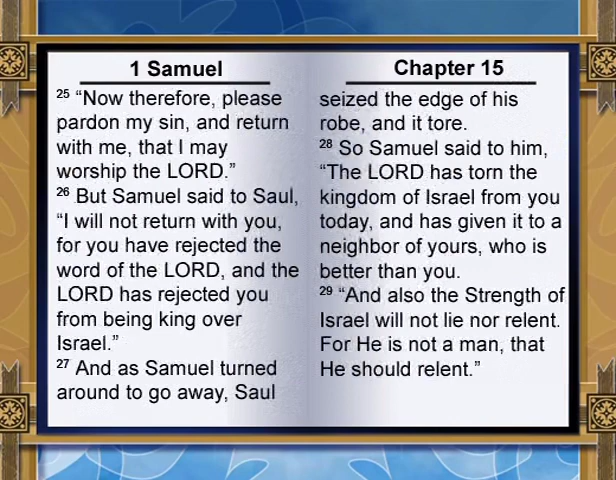 1 Samuel
25 “Now therefore, please
pardon my sin, and return
with me, that I may
worship the LORD.”
26 But Samuel said to Saul,
“I will not return with you,
for you have rejected the
word of the LORD, and the
LORD has rejected you
from being king over
Israel.”
27 And as Samuel turned
around to go away, Saul
Chapter 15
seized the edge of his
robe, and it tore.
28 So Samuel said to him,
“The LORD has torn the
kingdom of Israel from you
today, and has given it to a
neighbor of yours, who is
better than you.
29 “And also the Strength of
Israel will not lie nor relent.
For He is not a man, that
He should relent.”